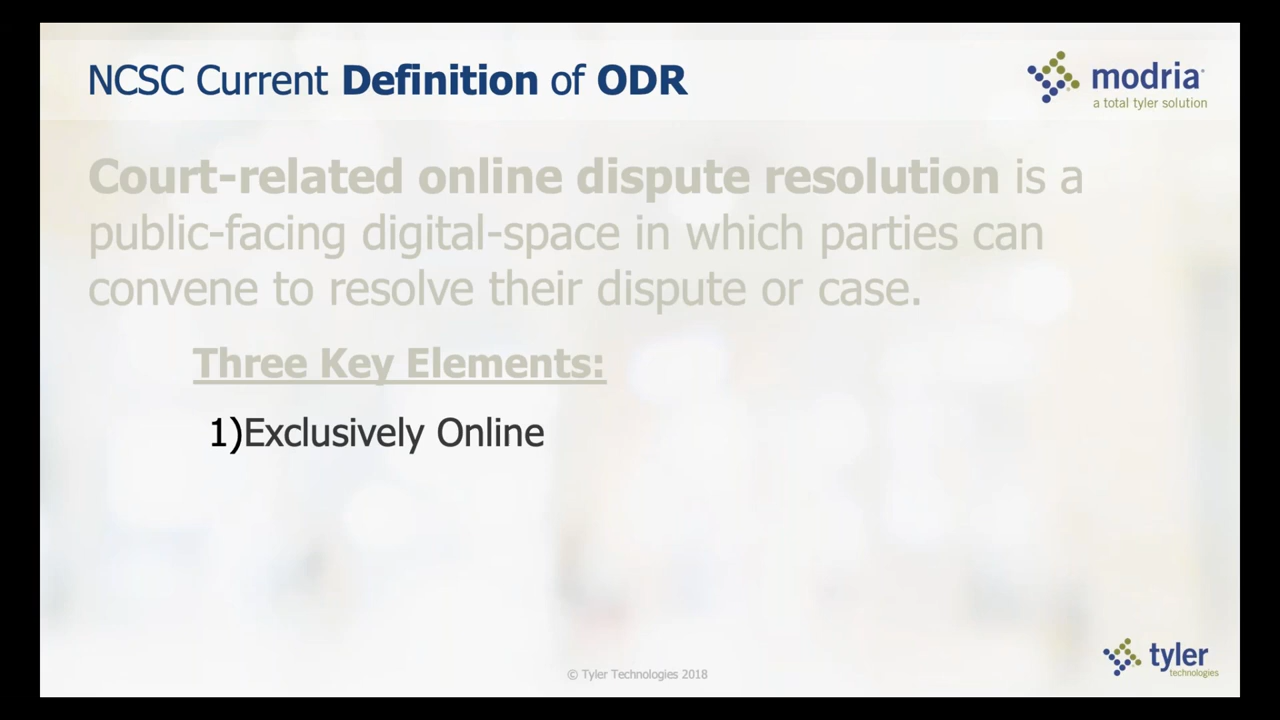 NCSC Current Definition of ODR
modria
a total tyler solution
Court-related online dispute resolution is a
public-facing digital-space in which parties can
convene to resolve their dispute or case.
Three Key Elements:
1)Exclusively Online
tyler
technologies
© Tyler Technologies 2018